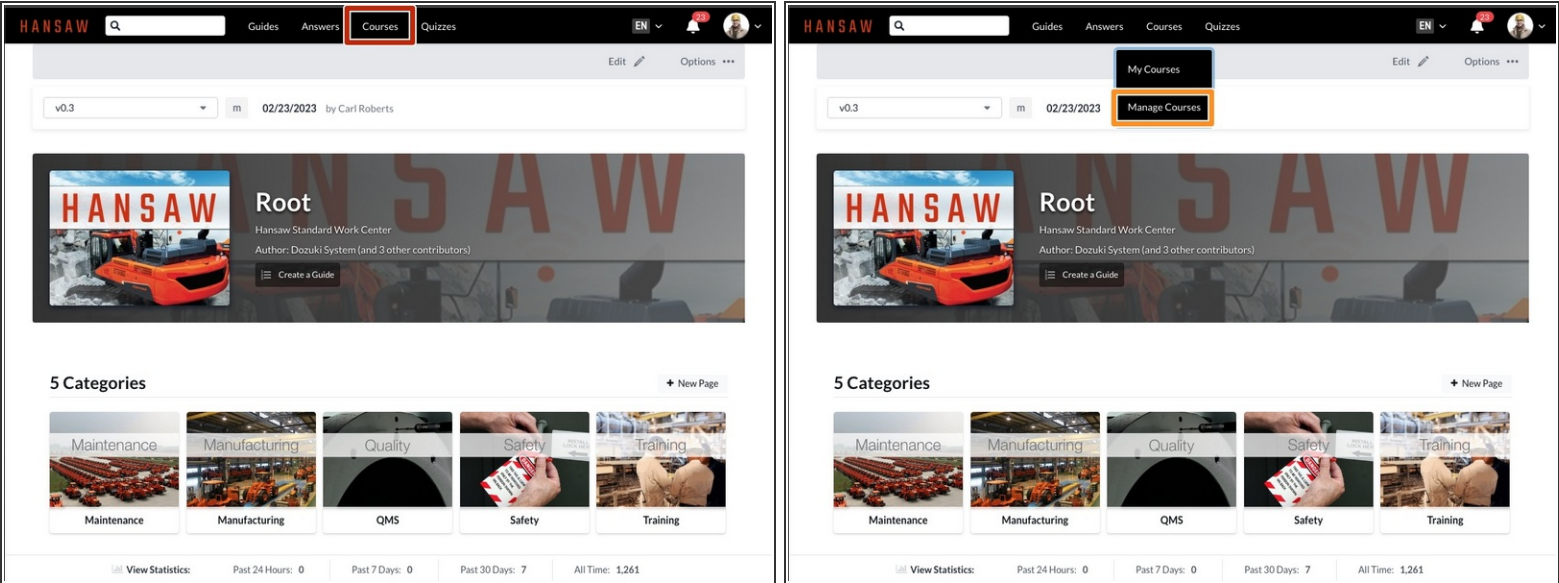 HANSAW
Guides Answers Courses Quizzes
EN 23
Edit Options
v0.3 m 02/23/2023 by Carl Roberts
HANSAW
HANSAW
Root
Hansaw Standard Work Center
Author: Dozuki System (and 3 other contributors)
Create a Guide
5 Categories
+ New Page
Maintenance Manufacturing Quality Safety Training
Maintenance Manufacturing QMS Safety Training
View Statistics: Past 24 Hours: 0 Past 7 Days: 0 Past 30 Days: 7 All Time: 1,261
HANSAW
Guides Answers Courses Quizzes
EN 23
Edit Options
My Courses
v0.3 m 02/23/2023 Manage Courses
HANSAW
HANSAW
Root
Hansaw Standard Work Center
Author: Dozuki System (and 3 other contributors)
Create a Guide
5 Categories
+ New Page
Maintenance Manufacturing Quality Safety Training
Maintenance Manufacturing QMS Safety Training
View Statistics: Past 24 Hours: 0 Past 7 Days: 0 Past 30 Days: 7 All Time: 1,261